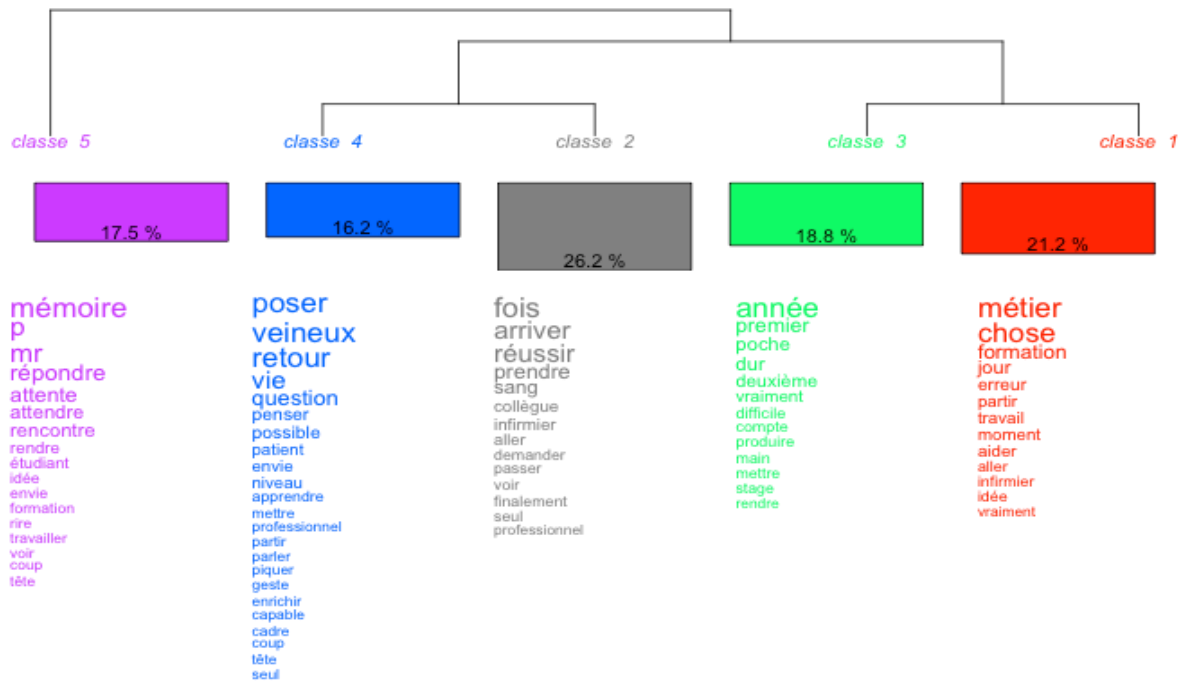 classe 5
classe 4
classe 2
classe 3
classe 1
17.5 %
16.2 %
26.2 %
18.8 %
21.2 %
mémoire
p
mr
répondre
attente
attendre
rencontre
rendre
étudiant
idée
envie
formation
rire
travailler
voir
coup
tête
poser
veineux
retour
vie
question
penser
possible
patient
envie
niveau
apprendre
mettre
professionnel
partir
parler
piquer
geste
enrichir
capable
cadre
coup
tête
seul
fois
arriver
réussir
prendre
sang
collègue
infirmier
aller
demander
passer
voir
finalement
seul
professionnel
année
premier
poche
dur
deuxième
vraiment
difficile
compte
produire
main
mettre
stage
rendre
métier
chose
formation
jour
erreur
partir
travail
moment
aider
aller
infirmier
idée
vraiment